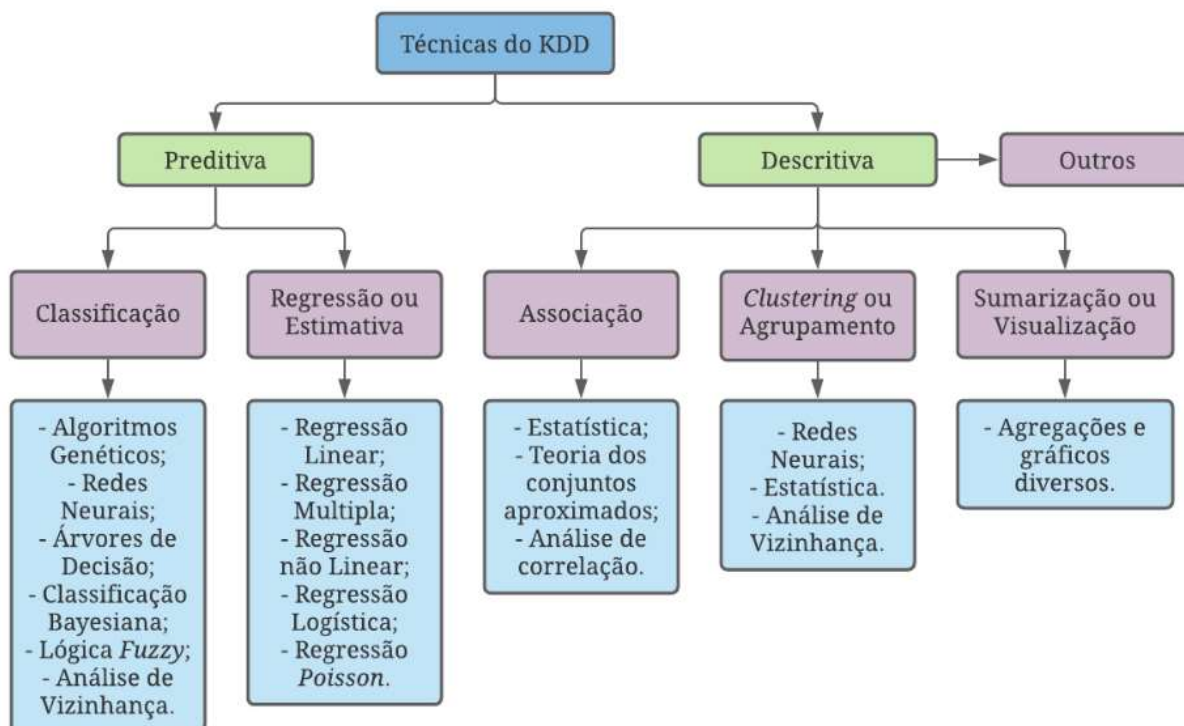 Técnicas do KDD
Preditiva
Descritiva
Outros
Classificação
Regressão ou
Estimativa
Associação
Clustering ou
Agrupamento
Sumarização ou
Visualização
- Algoritmos
Genéticos;
- Redes
Neurais;
- Árvores de
Decisão;
- Classificação
Bayesiana;
- Lógica Fuzzy;
- Análise de
Vizinhança.
- Regressão
Linear;
- Regressão
Multipla;
- Regressão
não Linear;
- Regressão
Logística;
- Regressão
Poisson.
- Estatística;
- Teoria dos
conjuntos
aproximados;
- Análise de
correlação.
- Redes
Neurais;
- Estatística.
- Análise de
Vizinhança.
- Agregações e
gráficos
diversos.